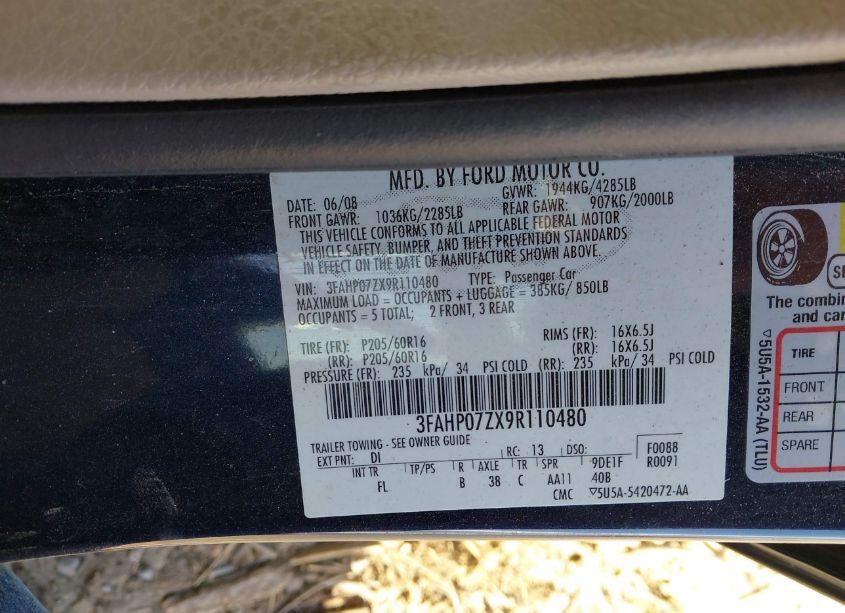 MFD. BY FORD MOTOR CO.
DATE: 06/08 GVWR: 1944KG/4285LB
FRONT GAWR: 1036KG/2285LB REAR GAWR: 907KG/2000LB
THIS VEHICLE CONFORMS TO ALL APPLICABLE FEDERAL MOTOR
VEHICLE SAFETY, BUMPER, AND THEFT PREVENTION STANDARDS
IN EFFECT ON THE DATE OF MANUFACTURE SHOWN ABOVE.
VIN: 3FAHP07ZX9R110480 TYPE: Passenger Car
MAXIMUM LOAD = OCCUPANTS + LUGGAGE = 385KG/ 850LB
OCCUPANTS = 5 TOTAL; 2 FRONT, 3 REAR
TIRE (FR): P205/60R16 RIMS (FR): 16X6.5J
(RR): P205/60R16 (RR): 16X6.5J
PRESSURE (FR): 235 kPa/ 34 PSI COLD (RR): 235 kPa/ 34 PSI COLD
3FAHP07ZX9R110480
TRAILER TOWING - SEE OWNER GUIDE
EXT PNT: DI RC: 13 DSO: F0088
INT TR TP/PS R AXLE TR SPR 9DE1F R0091
FL B 38 C AA11 40B
CMC ▽5U5A-5420472-AA
The combin
and car
TIRE
FRONT
REAR
SPARE
▽5U5A-1532-AA (TLU)